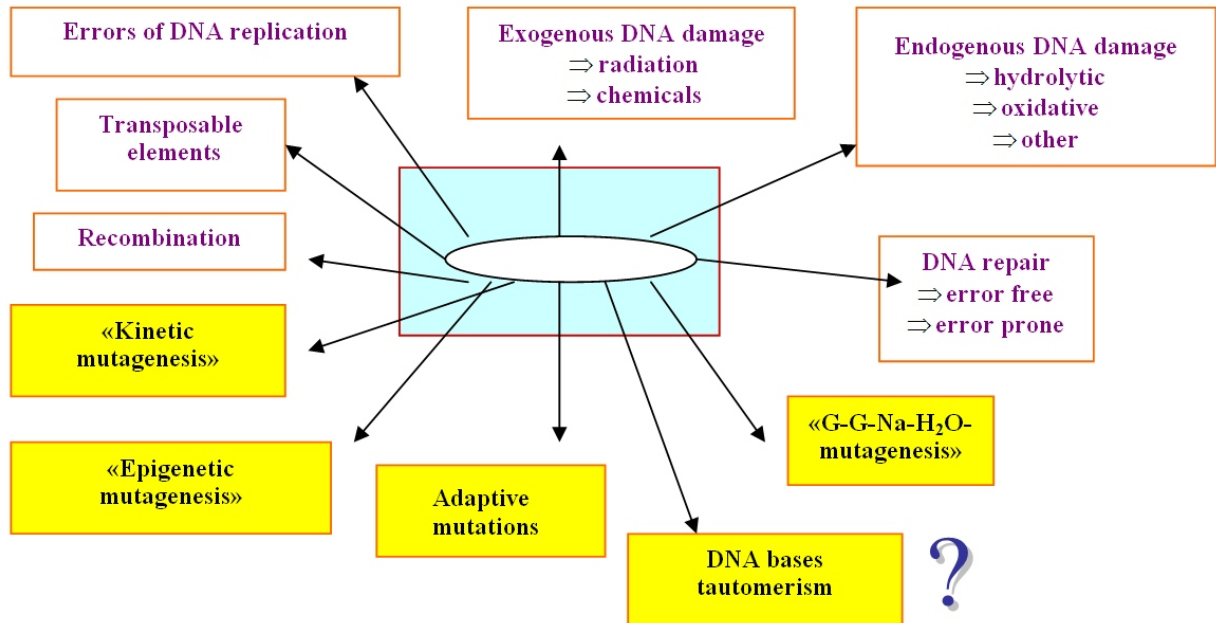 Errors of DNA replication
Exogenous DNA damage
⇒ radiation
⇒ chemicals
Endogenous DNA damage
⇒ hydrolytic
⇒ oxidative
⇒ other
Transposable
elements
Recombination
DNA repair
⇒ error free
⇒ error prone
«Kinetic
mutagenesis»
«G-G-Na-H₂O-
mutagenesis»
«Epigenetic
mutagenesis»
Adaptive
mutations
DNA bases
tautomerism
?